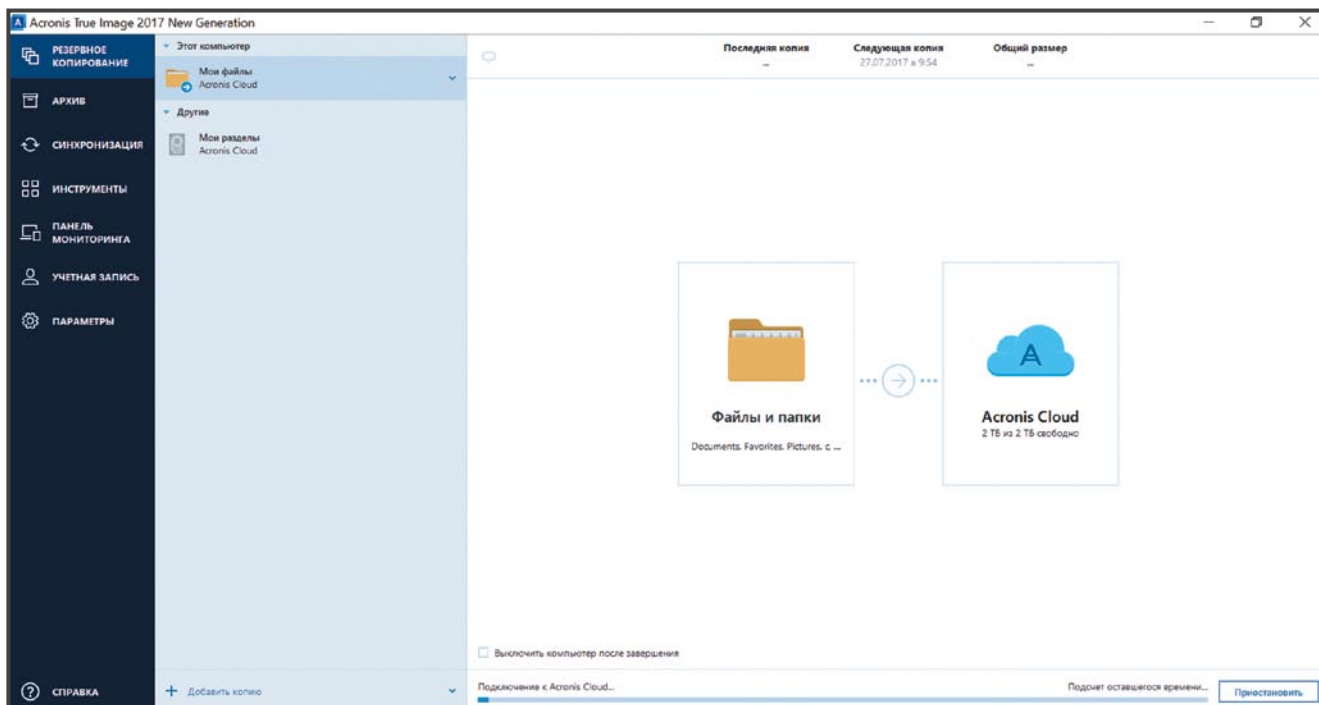 Acronis True Image 2017 New Generation
РЕЗЕРВНОЕ
КОПИРОВАНИЕ
АРХИВ
СИНХРОНИЗАЦИЯ
ИНСТРУМЕНТЫ
ПАНЕЛЬ
МОНИТОРИНГА
УЧЕТНАЯ ЗАПИСЬ
ПАРАМЕТРЫ
СПРАВКА
Этот компьютер
Мои файлы
Acronis Cloud
Другие
Мои разделы
Acronis Cloud
Добавить копию
Последняя копия
--
Следующая копия
27.07.2017 в 9:54
Общий размер
--
Файлы и папки
Documents, Favorites, Pictures, с ...
Acronis Cloud
2 ТБ из 2 ТБ свободно
Выключить компьютер после завершения
Подключение к Acronis Cloud...
Подсчет оставшегося времени...
Приостановить